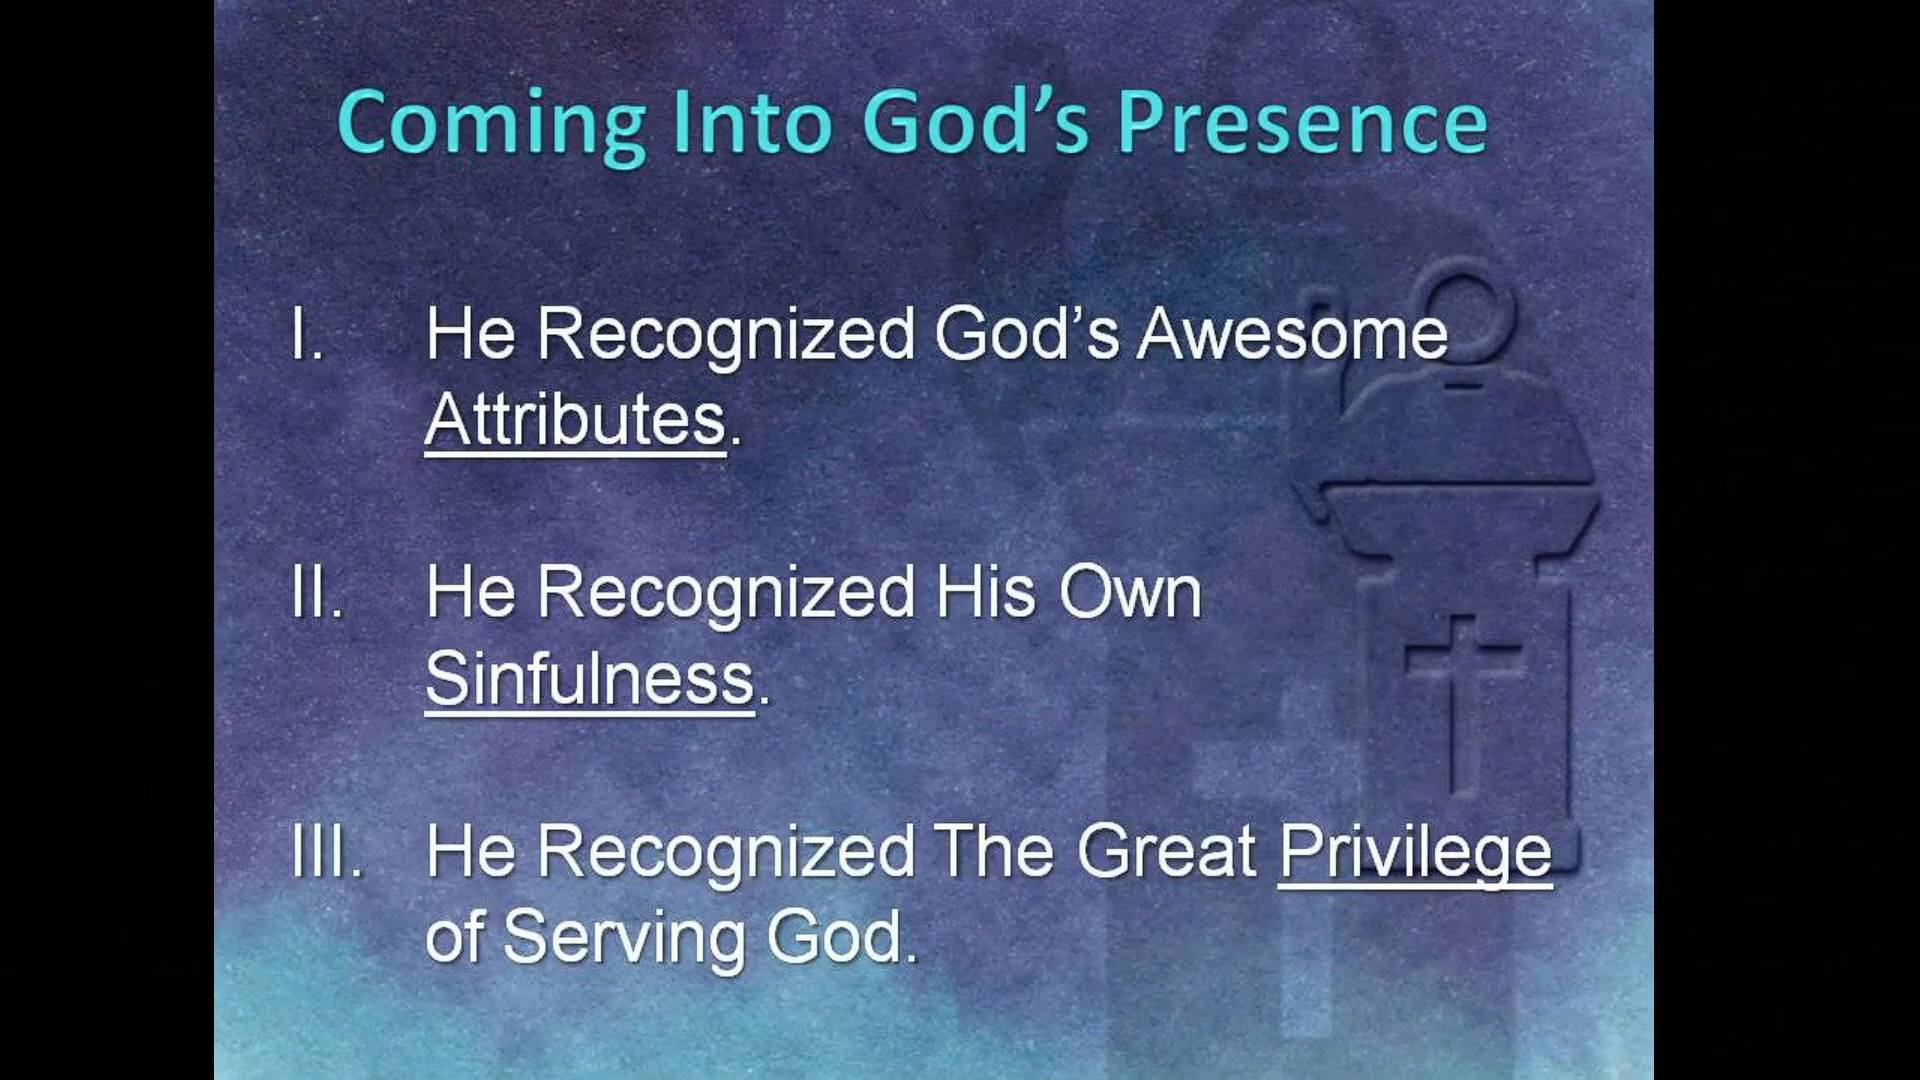 Coming Into God’s Presence
I. He Recognized God’s Awesome
Attributes.
II. He Recognized His Own
Sinfulness.
III. He Recognized The Great Privilege
of Serving God.